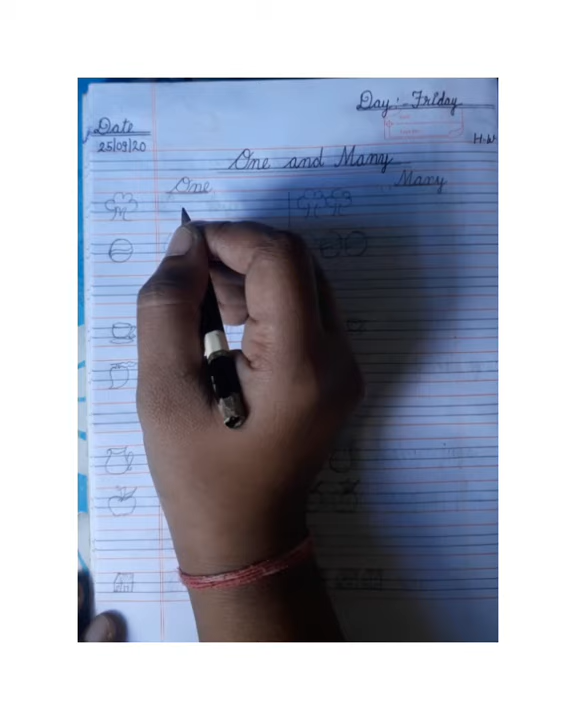 Day :- Friday
Date
25/09/20
H.W
One and Many
One
Many